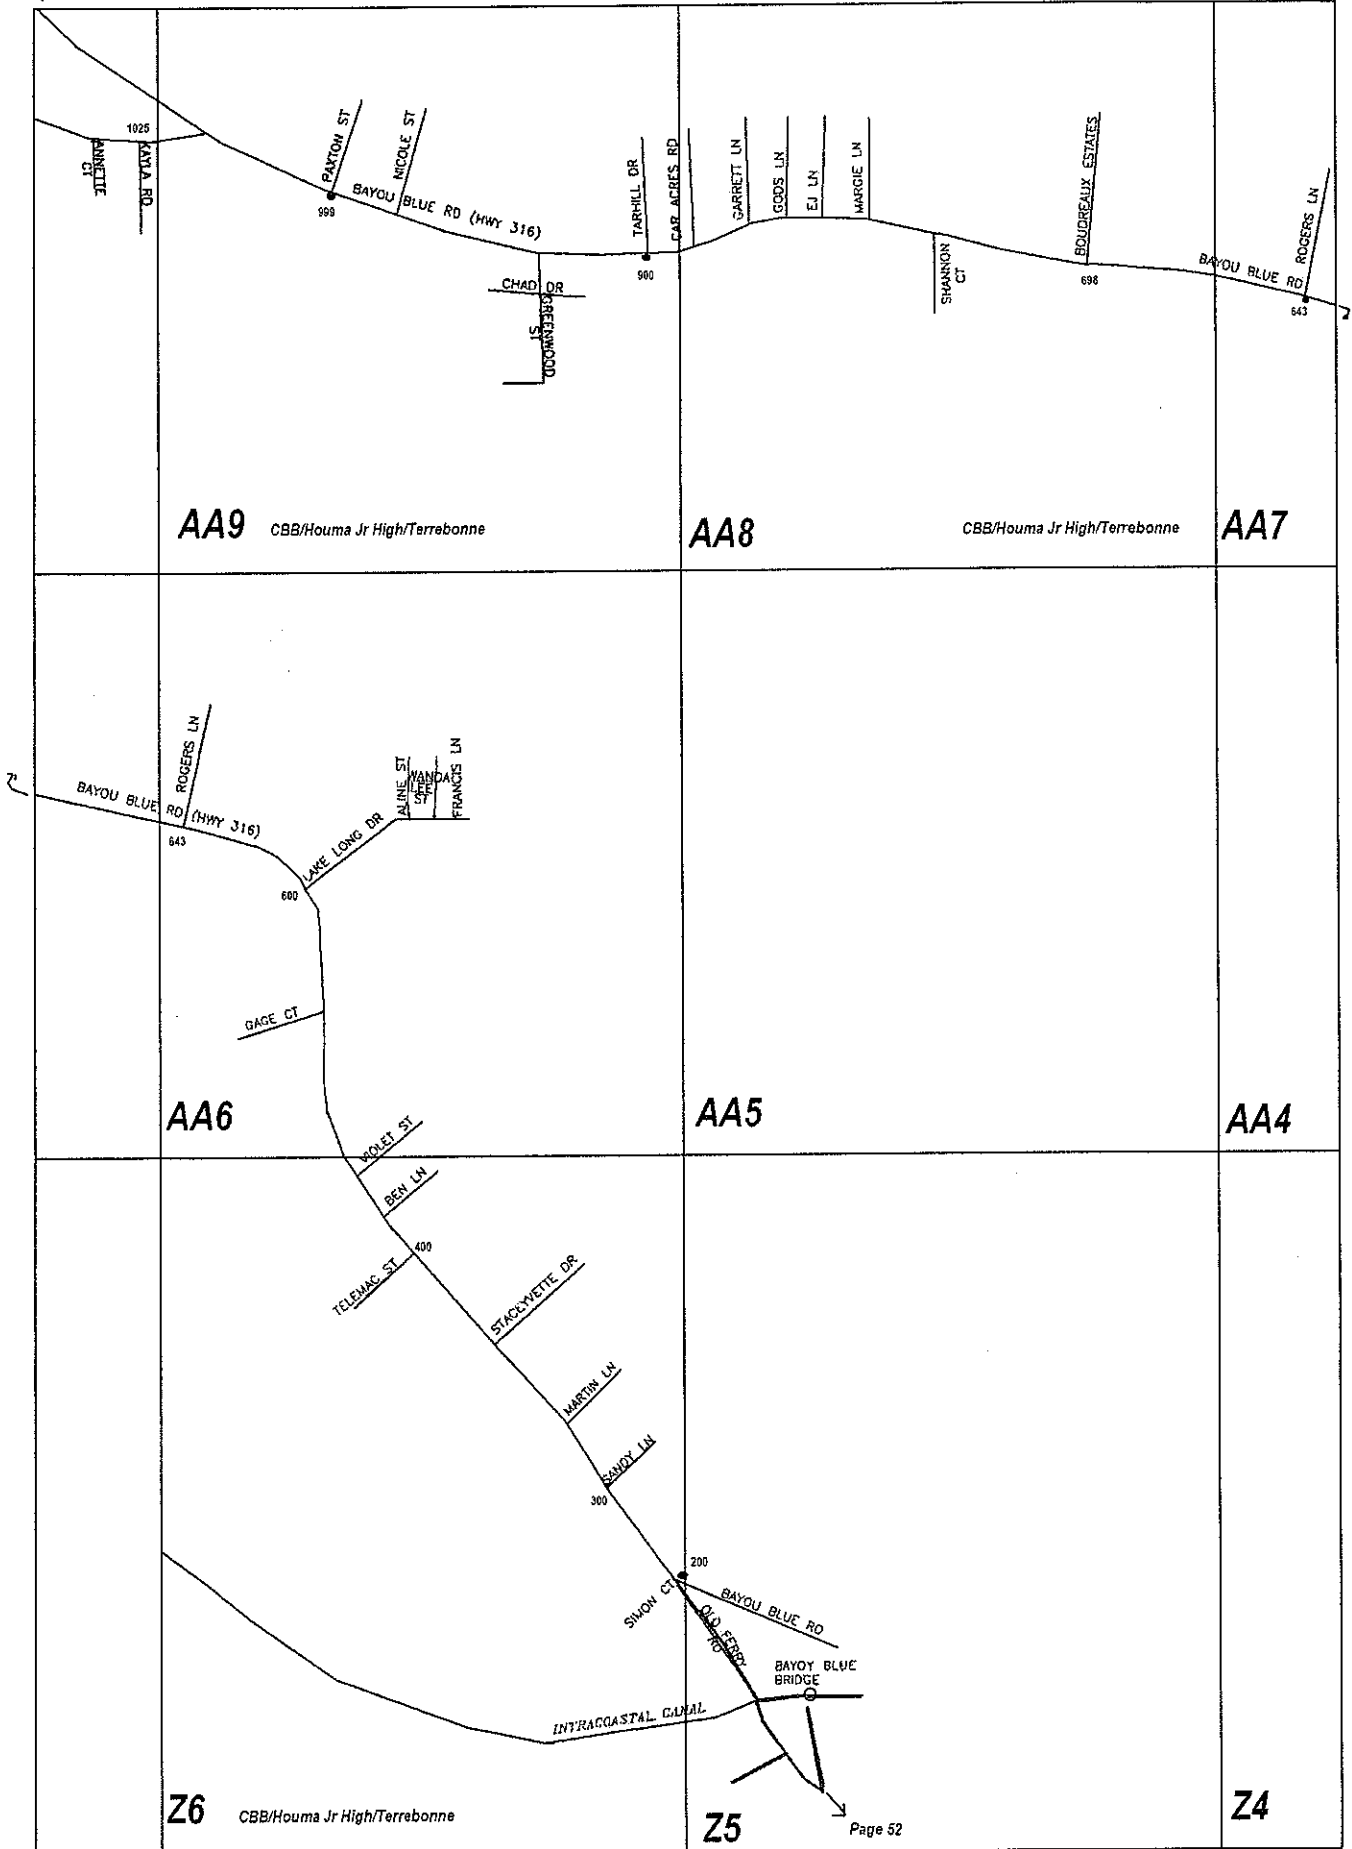 1025
ANNETTE
CT
KAYLA RD
PAXTON ST
NICOLE ST
999
BAYOU BLUE RD (HWY 316)
CHAD DR
GREENWOOD
ST
TARHILL DR
900
CAR ACRES RD
GARRETT LN
GODS LN
EJ LN
MARGIE LN
SHANNON
CT
BOUDREAUX ESTATES
698
BAYOU BLUE RD
ROGERS LN
643
AA9
CBB/Houma Jr High/Terrebonne
AA8
CBB/Houma Jr High/Terrebonne
AA7
BAYOU BLUE RD (HWY 316)
ROGERS LN
643
LAKE LONG DR
600
ALINE ST
WANDA
LEE
ST
FRANCIS LN
GAGE CT
AA6
AA5
AA4
VIOLET ST
BEN LN
400
TELEMAC ST
STACEYVETTE DR
MARTIN LN
SANDY LN
300
200
SIMON CT
BAYOU BLUE RD
OLD FERRY
RD
BAYOY BLUE
BRIDGE
INTRACOASTAL CANAL
Z6
CBB/Houma Jr High/Terrebonne
Z5
Page 52
Z4